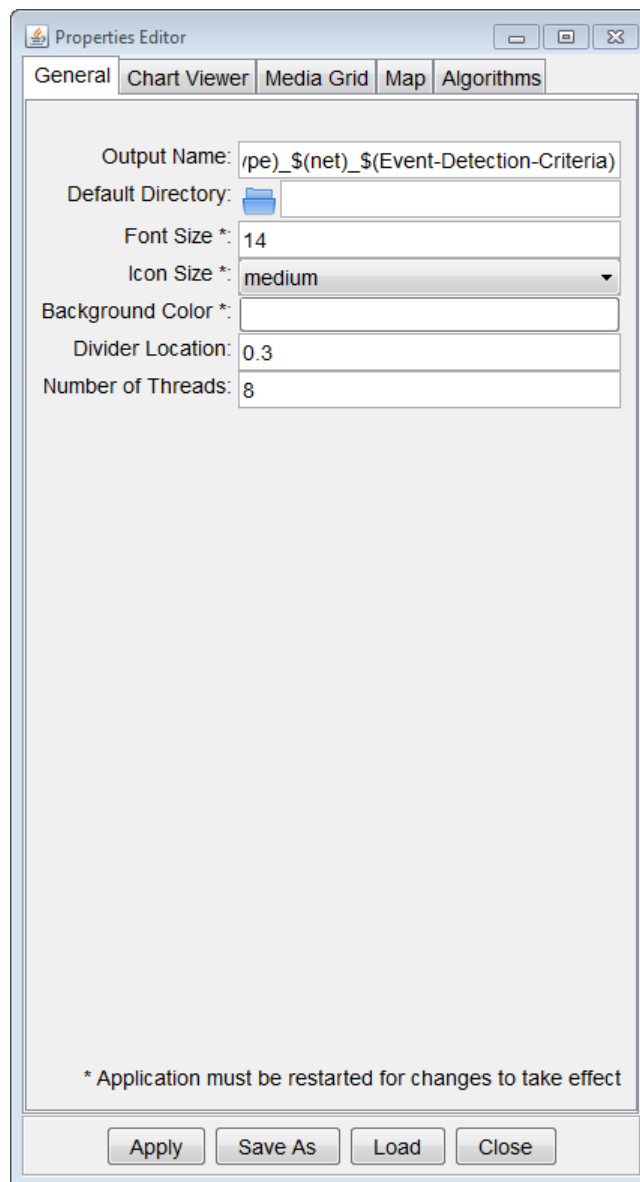 Properties Editor
General Chart Viewer Media Grid Map Algorithms
Output Name: /pe)_$(net)_$(Event-Detection-Criteria)
Default Directory:
Font Size *: 14
Icon Size *: medium
Background Color *:
Divider Location: 0.3
Number of Threads: 8
* Application must be restarted for changes to take effect
Apply Save As Load Close